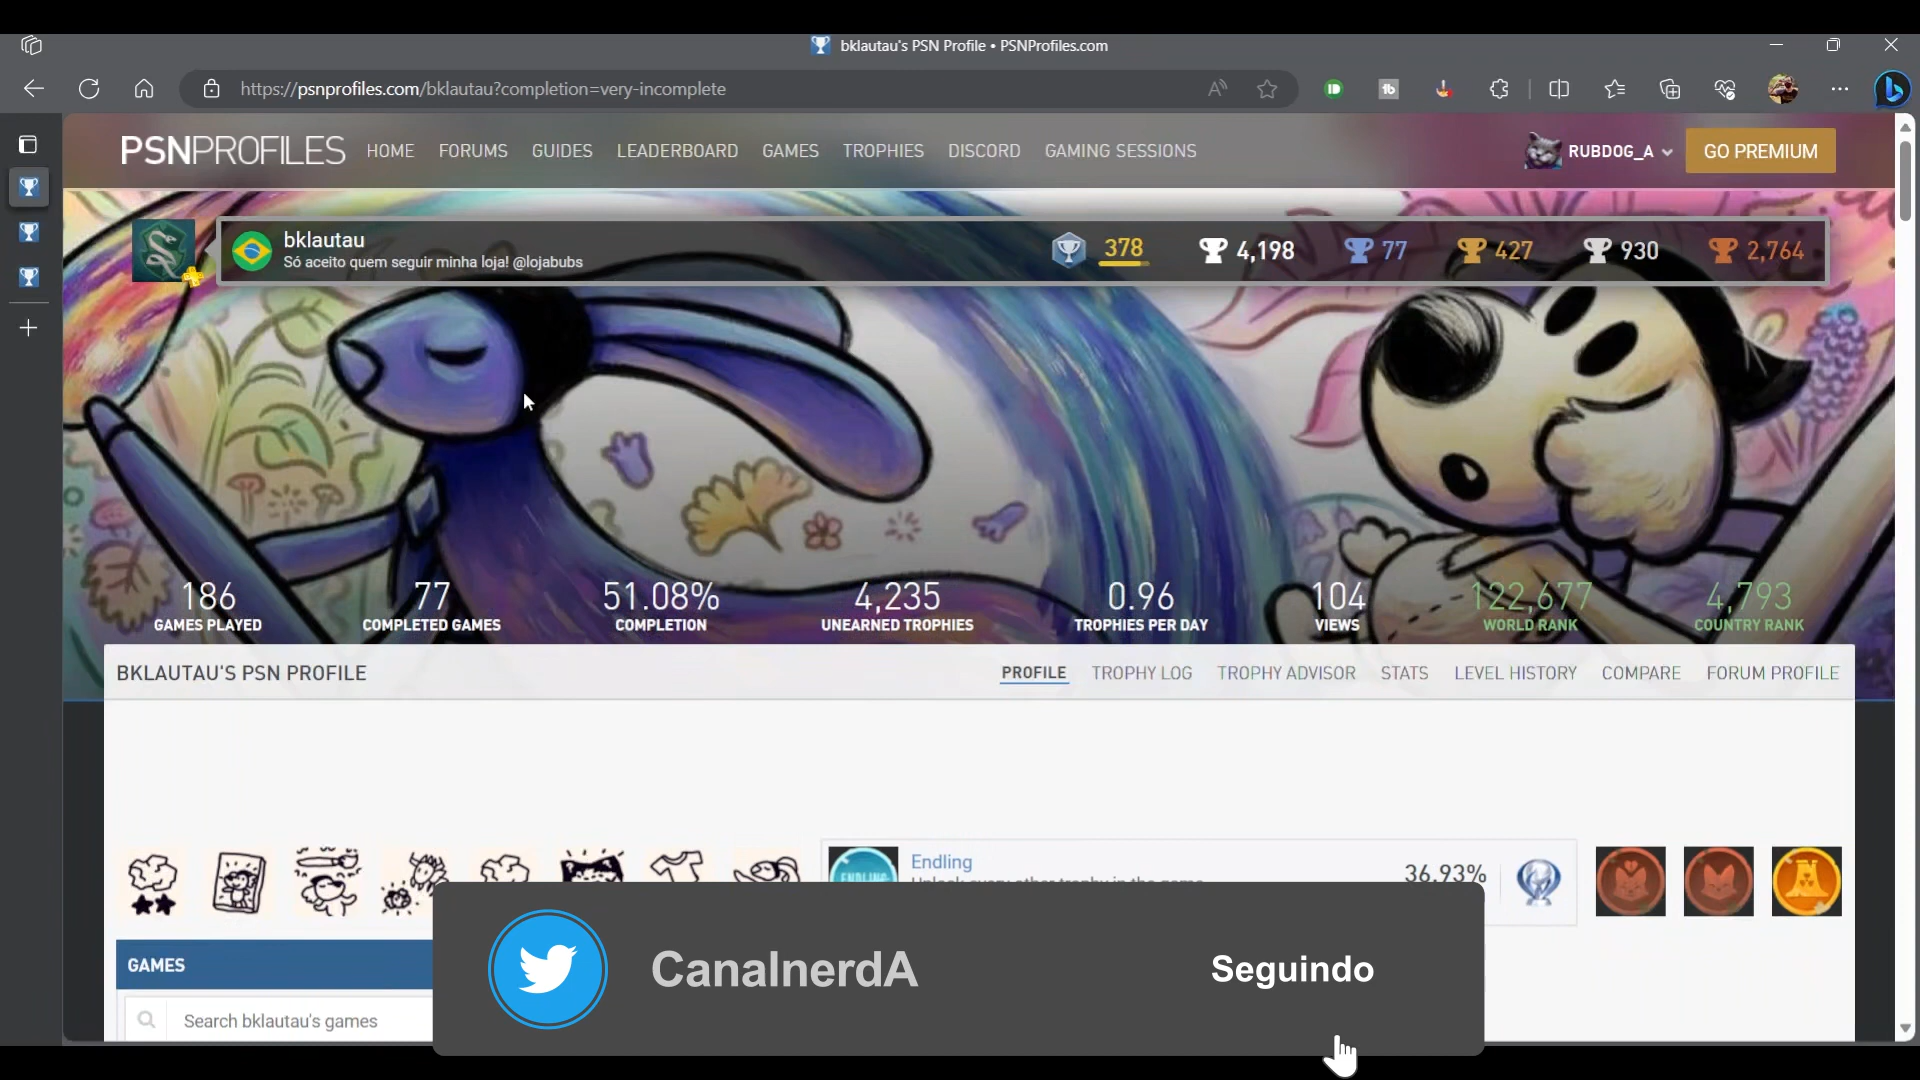 bklautau's PSN Profile • PSNProfiles.com
https://psnprofiles.com/bklautau?completion=very-incomplete
PSNPROFILES HOME FORUMS GUIDES LEADERBOARD GAMES TROPHIES DISCORD GAMING SESSIONS RUBDOG_A GO PREMIUM
bklautau
Só aceito quem seguir minha loja! @lojabubs
378 4,198 77 427 930 2,764
186 77 51.08% 4,235 0.96 104 122,677 4,793
GAMES PLAYED COMPLETED GAMES COMPLETION UNEARNED TROPHIES TROPHIES PER DAY VIEWS WORLD RANK COUNTRY RANK
BKLAUTAU'S PSN PROFILE PROFILE TROPHY LOG TROPHY ADVISOR STATS LEVEL HISTORY COMPARE FORUM PROFILE
Endling
36.93%
GAMES
CanalnerdA Seguindo
Search bklautau's games